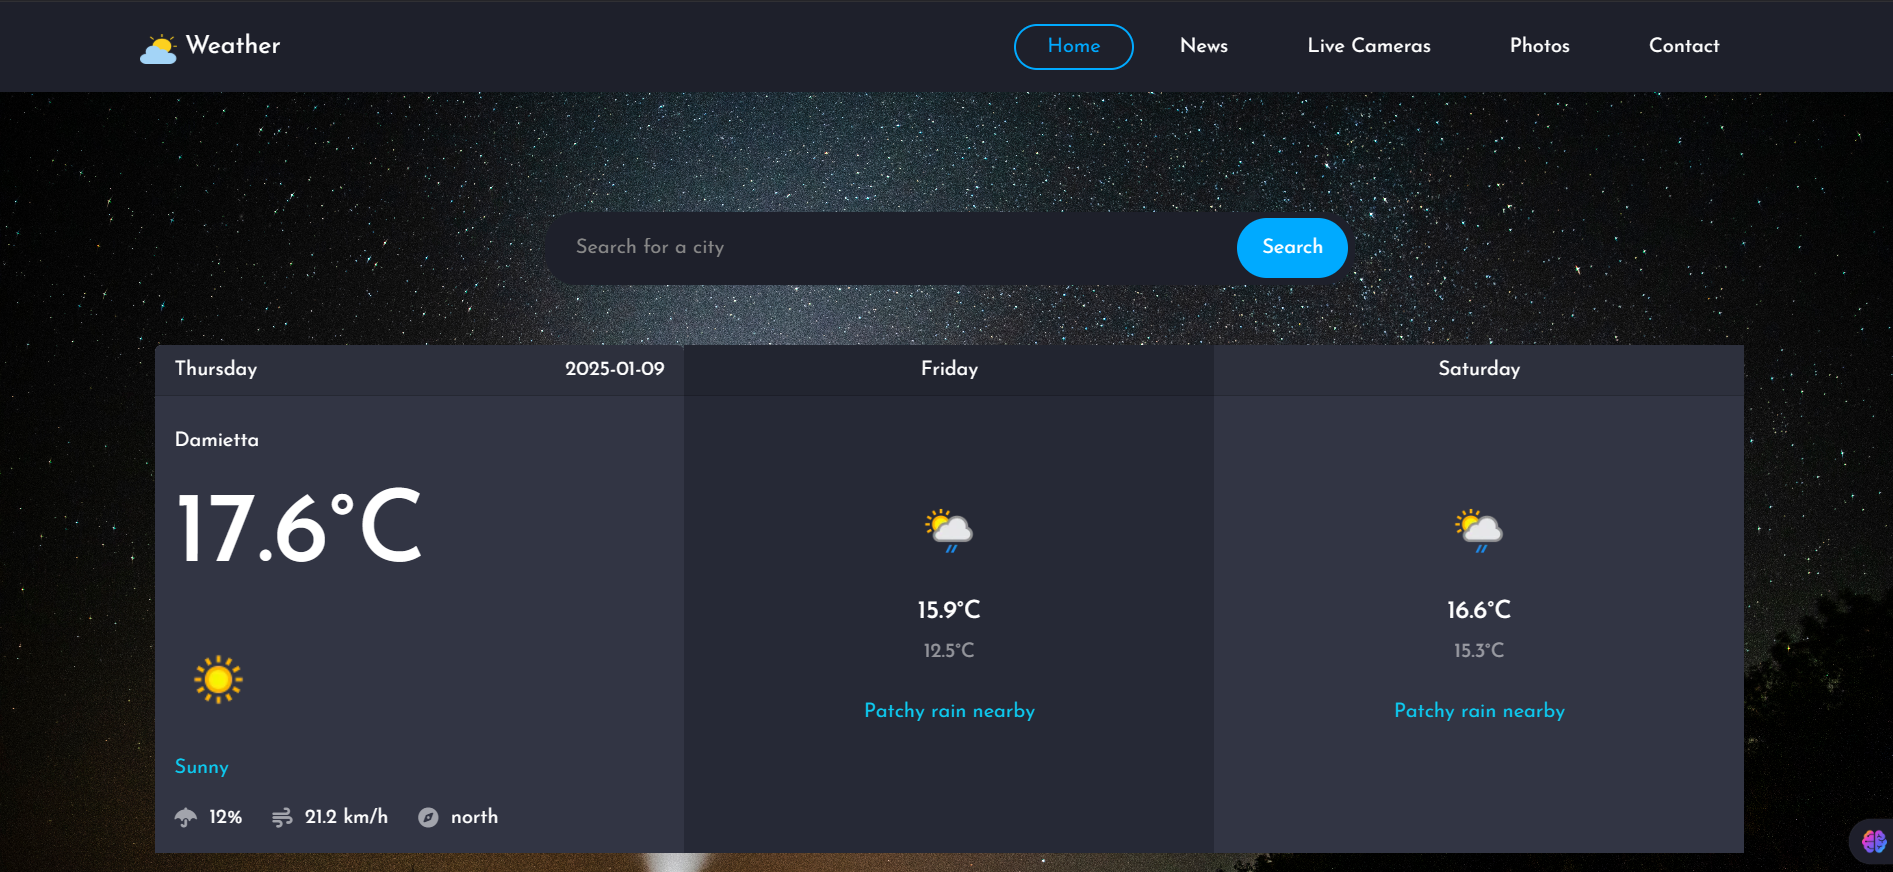 Weather
Home News Live Cameras Photos Contact
Search for a city
Search
Thursday 2025-01-09
Damietta
17.6°C
Sunny
12% 21.2 km/h north
Friday
15.9°C
12.5°C
Patchy rain nearby
Saturday
16.6°C
15.3°C
Patchy rain nearby